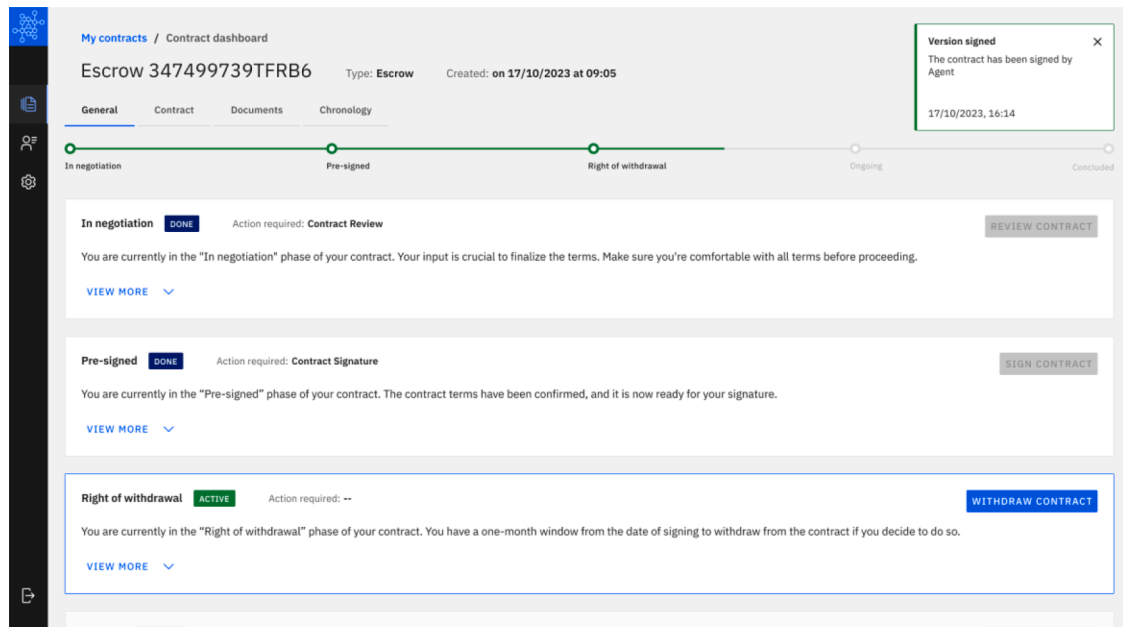 My contracts / Contract dashboard
Escrow 347499739TFRB6 Type: Escrow Created: on 17/10/2023 at 09:05
Version signed
The contract has been signed by
Agent
17/10/2023, 16:14
General Contract Documents Chronology
In negotiation Pre-signed Right of withdrawal Ongoing Concluded
In negotiation DONE Action required: Contract Review REVIEW CONTRACT
You are currently in the "In negotiation" phase of your contract. Your input is crucial to finalize the terms. Make sure you're comfortable with all terms before proceeding.
VIEW MORE
Pre-signed DONE Action required: Contract Signature SIGN CONTRACT
You are currently in the “Pre-signed” phase of your contract. The contract terms have been confirmed, and it is now ready for your signature.
VIEW MORE
Right of withdrawal ACTIVE Action required: -- WITHDRAW CONTRACT
You are currently in the “Right of withdrawal” phase of your contract. You have a one-month window from the date of signing to withdraw from the contract if you decide to do so.
VIEW MORE